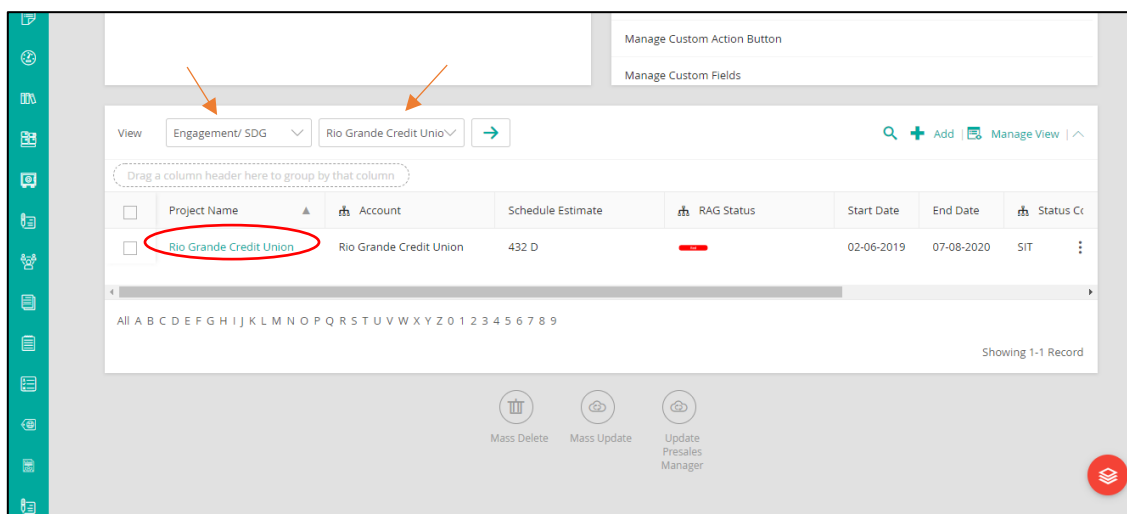 Manage Custom Action Button
Manage Custom Fields
View Engagement/ SDG Rio Grande Credit Unio Add | Manage View |
Drag a column header here to group by that column
Project Name Account Schedule Estimate RAG Status Start Date End Date Status Cc
Rio Grande Credit Union Rio Grande Credit Union 432 D 02-06-2019 07-08-2020 SIT
All A B C D E F G H I J K L M N O P Q R S T U V W X Y Z 0 1 2 3 4 5 6 7 8 9
Showing 1-1 Record
Mass Delete Mass Update Update
Presales
Manager